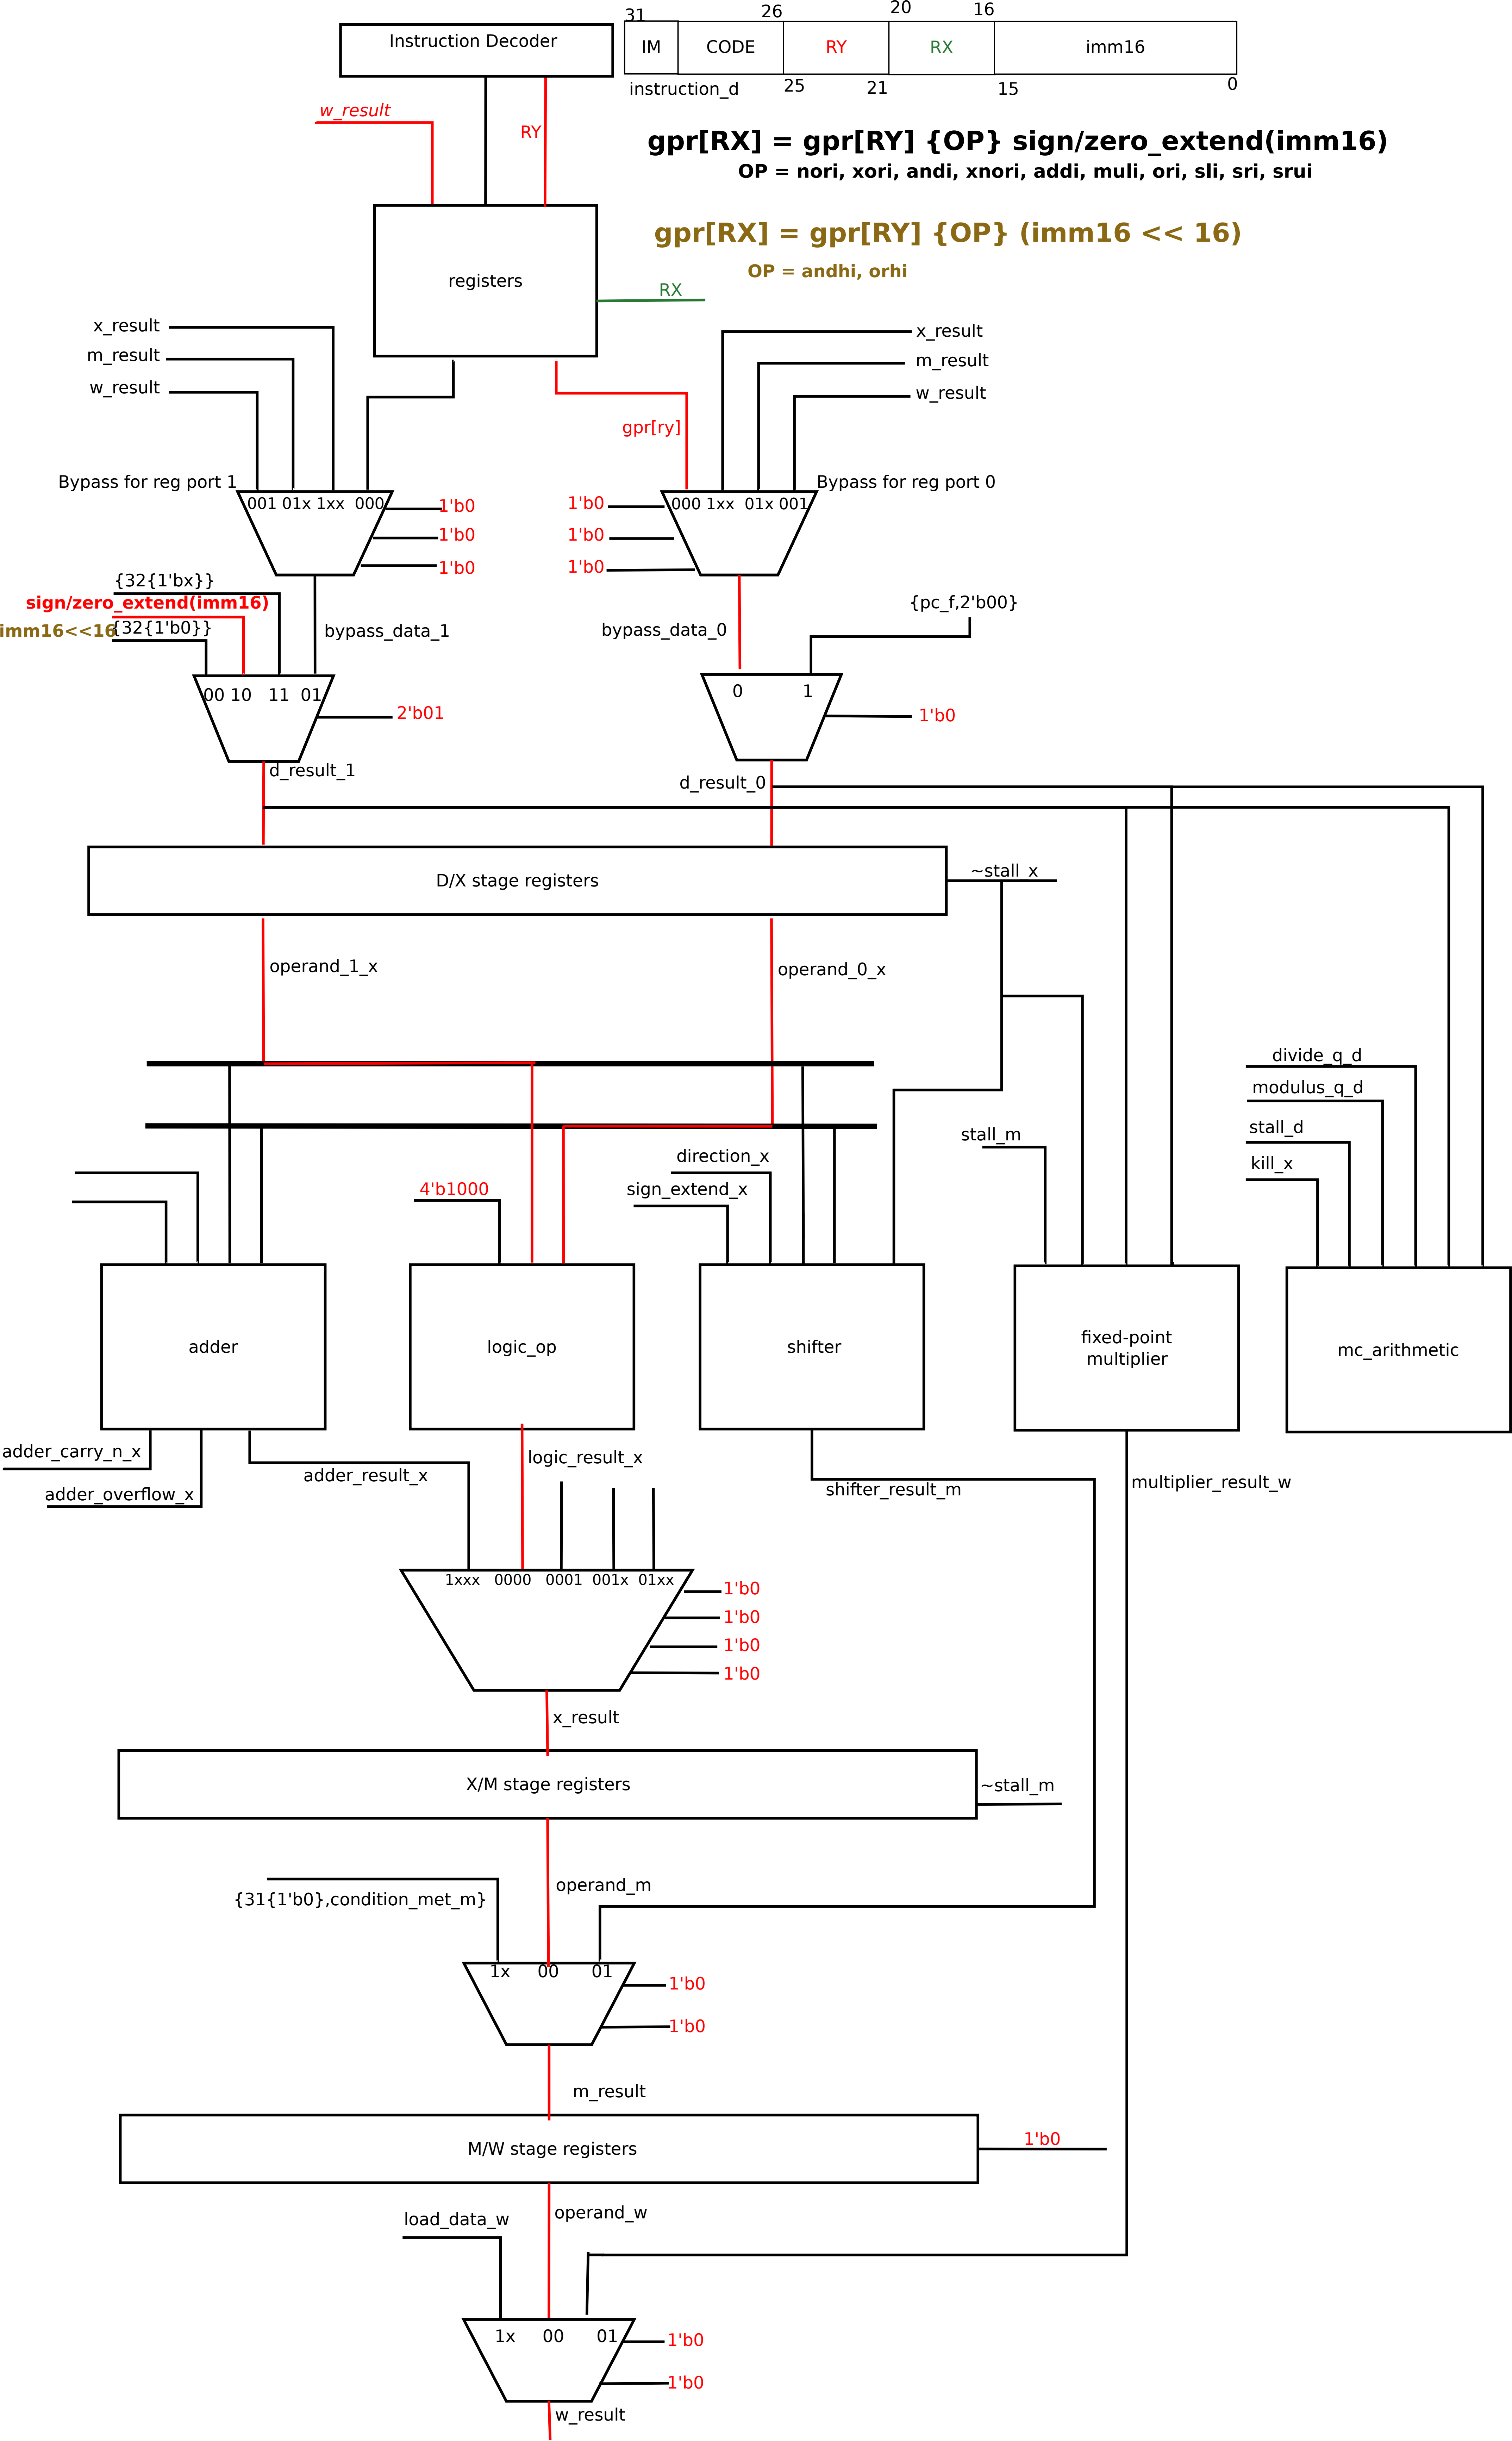 31
26
20
16
Instruction Decoder
IM
CODE
RY
RX
imm16
instruction_d
25
21
15
0
w_result
RY
gpr[RX] = gpr[RY] {OP} sign/zero_extend(imm16)
OP = nori, xori, andi, xnori, addi, muli, ori, sli, sri, srui
gpr[RX] = gpr[RY] {OP} (imm16 << 16)
OP = andhi, orhi
registers
RX
x_result
m_result
w_result
x_result
m_result
w_result
gpr[ry]
Bypass for reg port 1
Bypass for reg port 0
001 01x 1xx 000
1'b0
1'b0
1'b0
1'b0
1'b0
1'b0
000 1xx 01x 001
{32{1'bx}}
sign/zero_extend(imm16)
imm16<<16
{32{1'b0}}
bypass_data_1
bypass_data_0
{pc_f,2'b00}
00 10 11 01
2'b01
0 1
1'b0
d_result_1
d_result_0
D/X stage registers
~stall_x
operand_1_x
operand_0_x
divide_q_d
modulus_q_d
stall_d
kill_x
stall_m
direction_x
sign_extend_x
4'b1000
adder
logic_op
shifter
fixed-point
multiplier
mc_arithmetic
adder_carry_n_x
adder_overflow_x
adder_result_x
logic_result_x
shifter_result_m
multiplier_result_w
1xxx 0000 0001 001x 01xx
1'b0
1'b0
1'b0
1'b0
x_result
X/M stage registers
~stall_m
{31{1'b0},condition_met_m}
operand_m
1x 00 01
1'b0
1'b0
m_result
M/W stage registers
1'b0
load_data_w
operand_w
1x 00 01
1'b0
1'b0
w_result